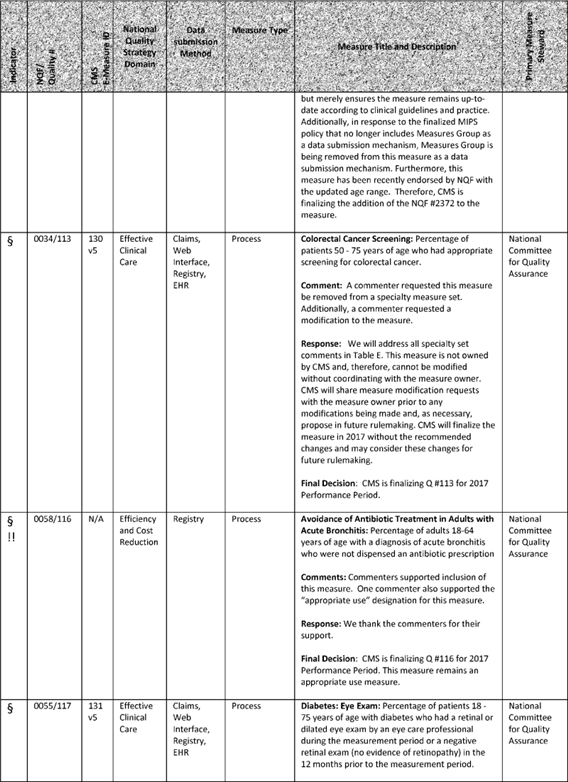 Indicator
NQF/
Quality #
CMS
E-Measure ID
National
Quality
Strategy
Domain
Data
submission
Method
Measure Type
Measure Title and Description
Primary Measure
Steward
but merely ensures the measure remains up-to-
date according to clinical guidelines and practice.
Additionally, in response to the finalized MIPS
policy that no longer includes Measures Group as
a data submission mechanism, Measures Group is
being removed from this measure as a data
submission mechanism. Furthermore, this
measure has been recently endorsed by NQF with
the updated age range.  Therefore, CMS is
finalizing the addition of the NQF #2372 to the
measure.
§
0034/113
130
v5
Effective
Clinical
Care
Claims,
Web
Interface,
Registry,
EHR
Process
Colorectal Cancer Screening: Percentage of
patients 50 - 75 years of age who had appropriate
screening for colorectal cancer.
Comment:  A commenter requested this measure
be removed from a specialty measure set.
Additionally, a commenter requested a
modification to the measure.
Response:   We will address all specialty set
comments in Table E. This measure is not owned
by CMS and, therefore, cannot be modified
without coordinating with the measure owner.
CMS will share measure modification requests
with the measure owner prior to any
modifications being made and, as necessary,
propose in future rulemaking. CMS will finalize the
measure in 2017 without the recommended
changes and may consider these changes for
future rulemaking.
Final Decision:  CMS is finalizing Q #113 for 2017
Performance Period.
National
Committee
for Quality
Assurance
§
!!
0058/116
N/A
Efficiency
and Cost
Reduction
Registry
Process
Avoidance of Antibiotic Treatment in Adults with
Acute Bronchitis: Percentage of adults 18-64
years of age with a diagnosis of acute bronchitis
who were not dispensed an antibiotic prescription
Comments: Commenters supported inclusion of
this measure.  One commenter also supported the
"appropriate use" designation for this measure.
Response: We thank the commenters for their
support.
Final Decision:  CMS is finalizing Q #116 for 2017
Performance Period. This measure remains an
appropriate use measure.
National
Committee
for Quality
Assurance
§
0055/117
131
v5
Effective
Clinical
Care
Claims,
Web
Interface,
Registry,
EHR
Process
Diabetes: Eye Exam: Percentage of patients 18 -
75 years of age with diabetes who had a retinal or
dilated eye exam by an eye care professional
during the measurement period or a negative
retinal exam (no evidence of retinopathy) in the
12 months prior to the measurement period.
National
Committee
for Quality
Assurance